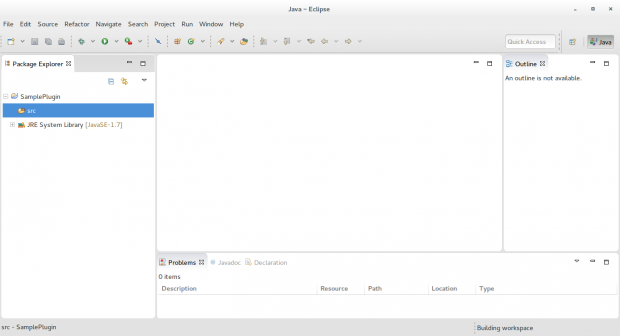 Java – Eclipse
File Edit Source Refactor Navigate Search Project Run Window Help
Quick Access Java
Package Explorer
SamplePlugin
src
JRE System Library [JavaSE-1.7]
Outline
An outline is not available.
Problems Javadoc Declaration
0 items
Description Resource Path Location Type
src - SamplePlugin
Building workspace